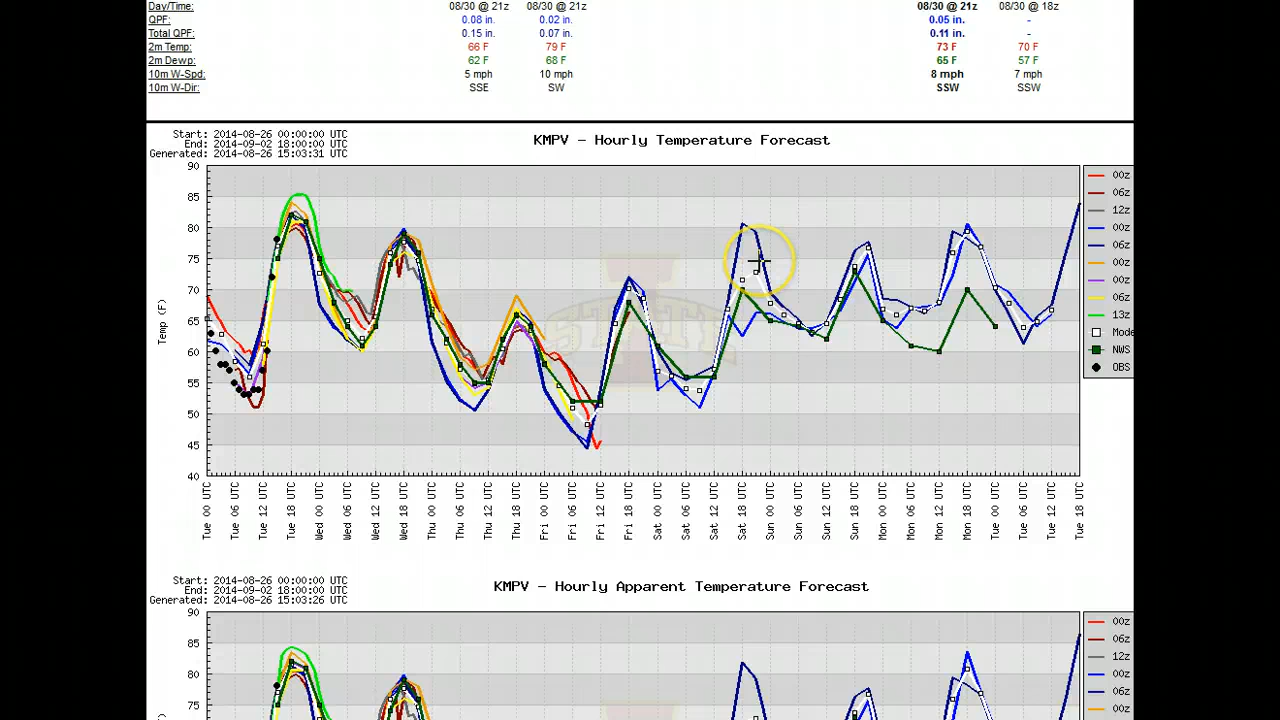 Day/Time: 08/30 @ 21z 08/30 @ 21z 08/30 @ 21z 08/30 @ 18z
QPF: 0.08 in. 0.02 in. 0.05 in. -
Total QPF: 0.15 in. 0.07 in. 0.11 in. -
2m Temp: 66 F 79 F 73 F 70 F
2m Dewp: 62 F 68 F 65 F 57 F
10m W-Spd: 5 mph 10 mph 8 mph 7 mph
10m W-Dir: SSE SW SSW SSW
Start: 2014-08-26 00:00:00 UTC
End: 2014-09-02 18:00:00 UTC
Generated: 2014-08-26 15:03:31 UTC
KMPV - Hourly Temperature Forecast
90
85
80
75
70
65
60
55
50
45
40
Temp (F)
STATE
00z
06z
12z
00z
06z
00z
00z
06z
13z
Mode
NWS
OBS
Tue 00 UTC
Tue 06 UTC
Tue 12 UTC
Tue 18 UTC
Wed 00 UTC
Wed 06 UTC
Wed 12 UTC
Wed 18 UTC
Thu 00 UTC
Thu 06 UTC
Thu 12 UTC
Thu 18 UTC
Fri 00 UTC
Fri 06 UTC
Fri 12 UTC
Fri 18 UTC
Sat 00 UTC
Sat 06 UTC
Sat 12 UTC
Sat 18 UTC
Sun 00 UTC
Sun 06 UTC
Sun 12 UTC
Sun 18 UTC
Mon 00 UTC
Mon 06 UTC
Mon 12 UTC
Mon 18 UTC
Tue 00 UTC
Tue 06 UTC
Tue 12 UTC
Tue 18 UTC
Start: 2014-08-26 00:00:00 UTC
End: 2014-09-02 18:00:00 UTC
Generated: 2014-08-26 15:03:26 UTC
KMPV - Hourly Apparent Temperature Forecast
90
85
80
75
00z
06z
12z
00z
06z
00z